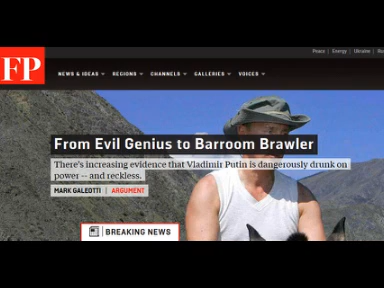 Peace | Energy | Ukraine |
FP
NEWS & IDEAS REGIONS CHANNELS GALLERIES VOICES
From Evil Genius to Barroom Brawler
There's increasing evidence that Vladimir Putin is dangerously drunk on
power -- and reckless.
MARK GALEOTTI | ARGUMENT
BREAKING NEWS